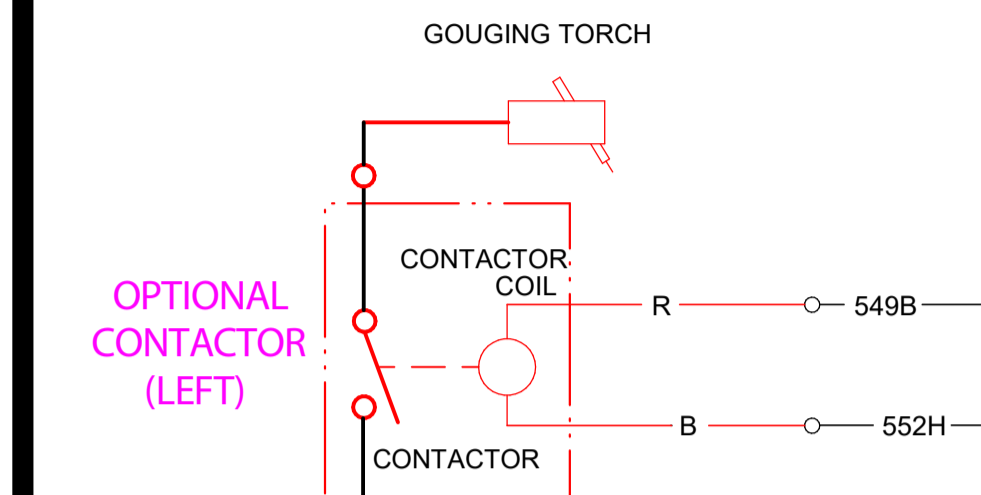 GOUGING TORCH
CONTACTOR
COIL
OPTIONAL
CONTACTOR
(LEFT)
R
549B
B
552H
CONTACTOR